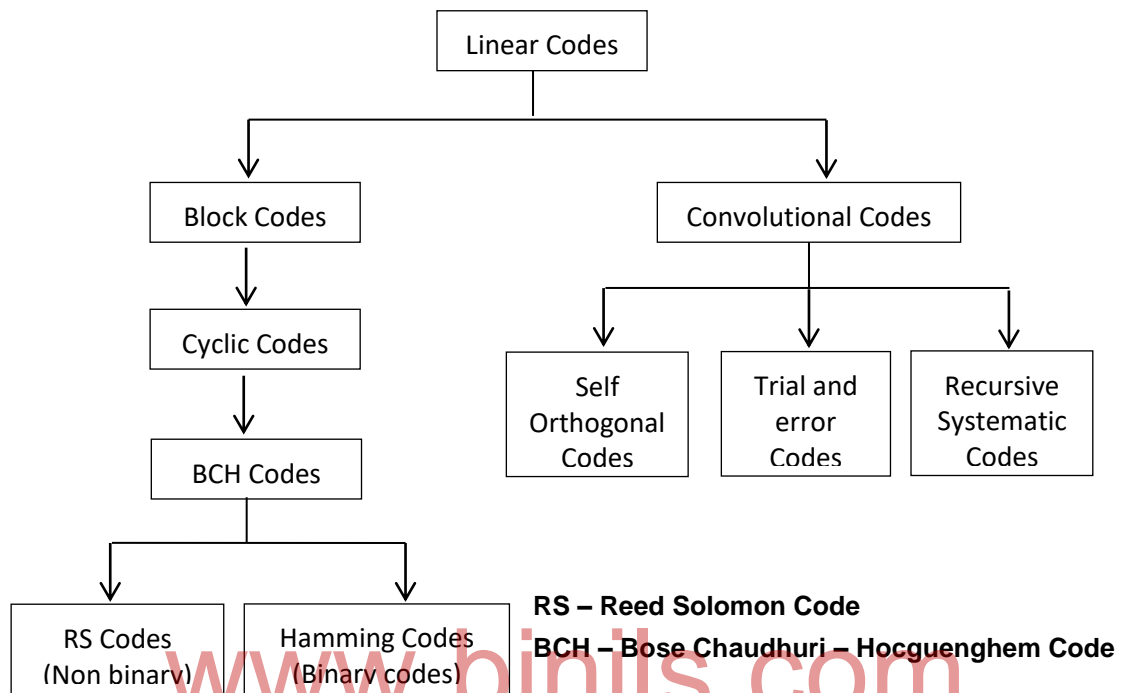 Linear Codes
Block Codes
Convolutional Codes
Cyclic Codes
Self
Orthogonal
Codes
Trial and
error
Codes
Recursive
Systematic
Codes
BCH Codes
RS Codes
(Non binary)
Hamming Codes
(Binary codes)
RS – Reed Solomon Code
BCH – Bose Chaudhuri – Hocguenghem Code
www.binils.com